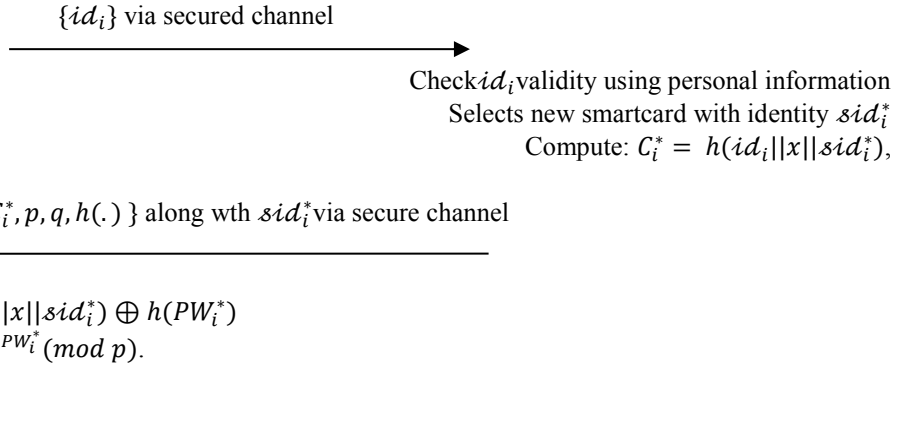 {𝒾𝒹ᵢ} via secured channel
Check𝒾𝒹ᵢvalidity using personal information
Selects new smartcard with identity 𝓈𝒾𝒹ᵢ*
Compute: Cᵢ* = h(𝒾𝒹ᵢ||x||𝓈𝒾𝒹ᵢ*),
ᵢ*, p, q, h(.) } along wth 𝓈𝒾𝒹ᵢ*via secure channel
|x||𝓈𝒾𝒹ᵢ*) ⊕ h(PWᵢ*)
PWᵢ* (mod p).